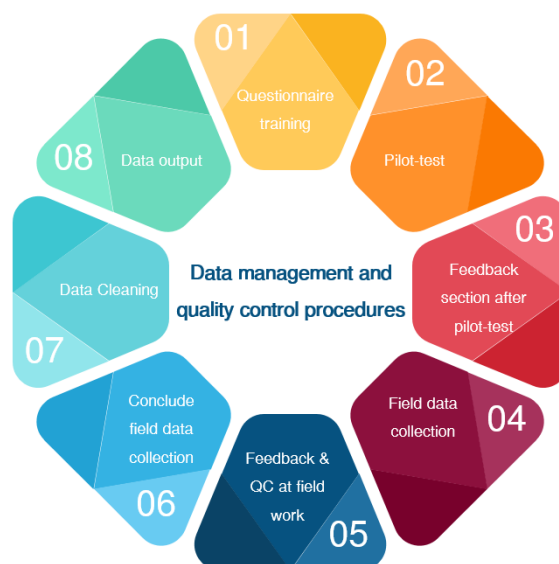 01
Questionnaire
training
02
Pilot-test
03
Feedback
section after
pilot-test
04
Field data
collection
05
Feedback &
QC at field
work
06
Conclude
field data
collection
07
Data Cleaning
08
Data output
Data management and
quality control procedures